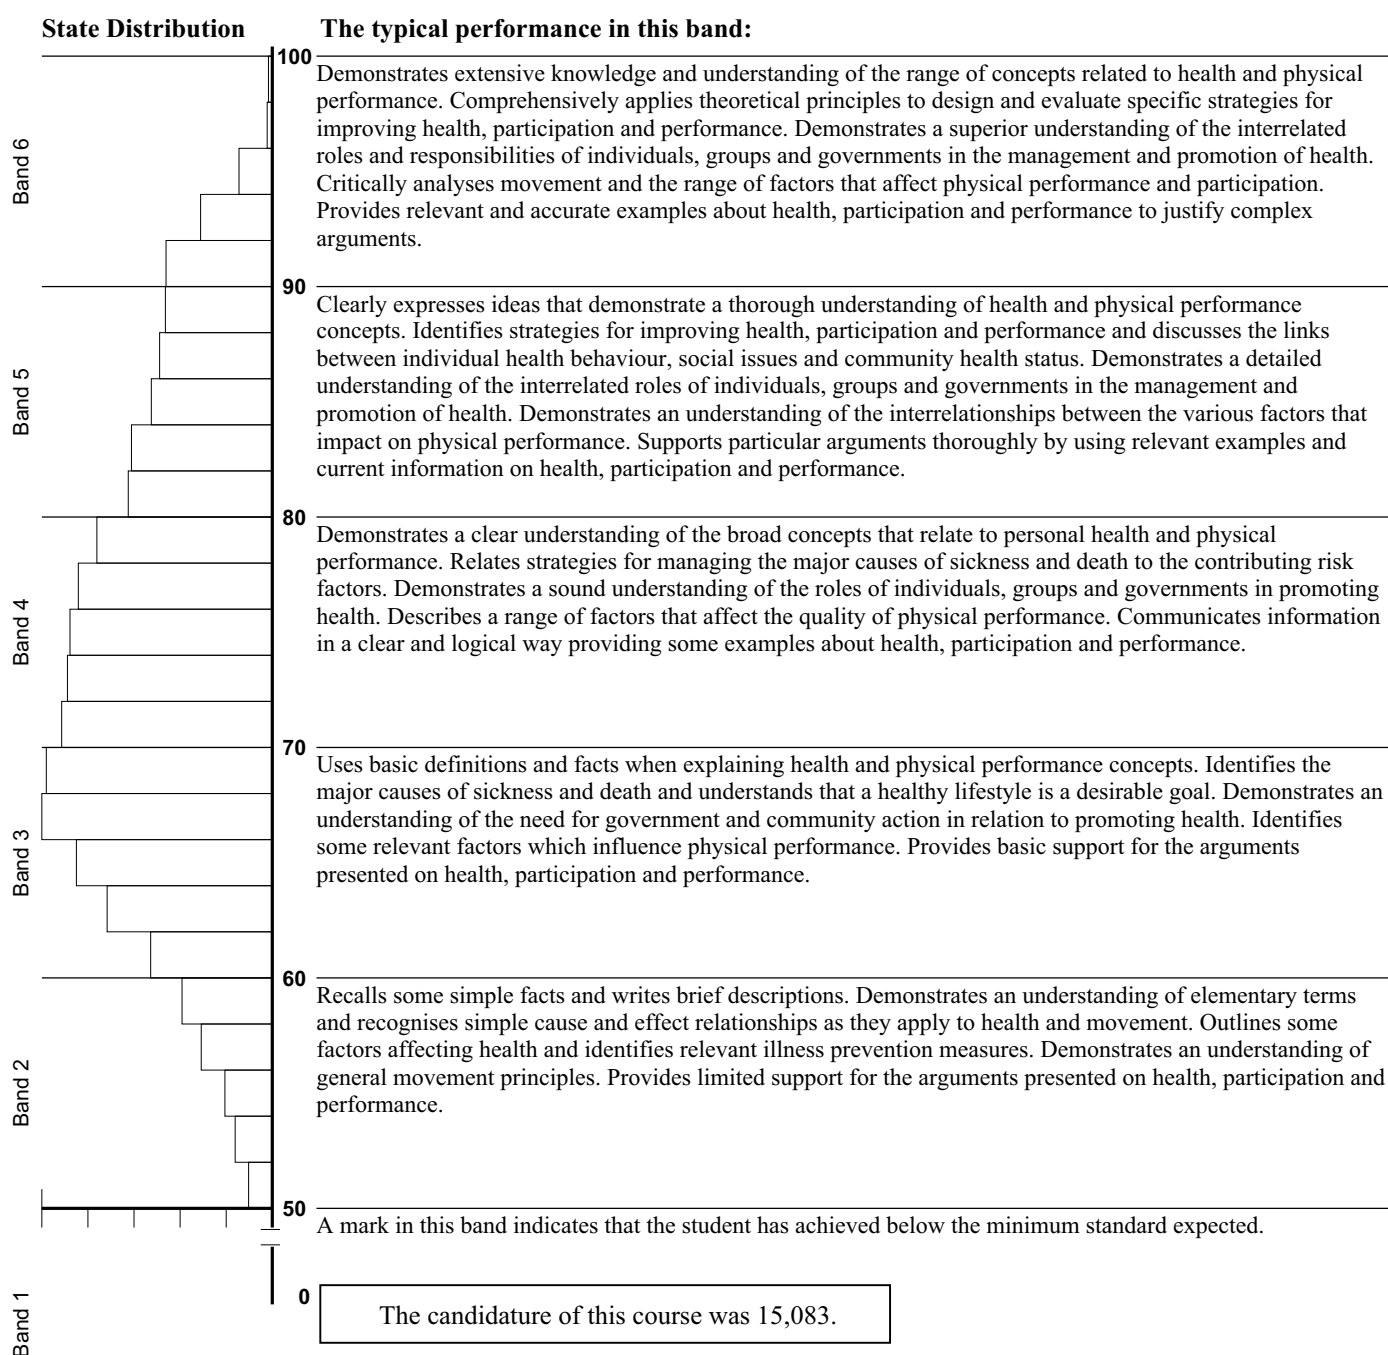 State Distribution
The typical performance in this band:
100
Demonstrates extensive knowledge and understanding of the range of concepts related to health and physical
performance. Comprehensively applies theoretical principles to design and evaluate specific strategies for
improving health, participation and performance. Demonstrates a superior understanding of the interrelated
roles and responsibilities of individuals, groups and governments in the management and promotion of health.
Critically analyses movement and the range of factors that affect physical performance and participation.
Provides relevant and accurate examples about health, participation and performance to justify complex
arguments.
Band 6
90
Clearly expresses ideas that demonstrate a thorough understanding of health and physical performance
concepts. Identifies strategies for improving health, participation and performance and discusses the links
between individual health behaviour, social issues and community health status. Demonstrates a detailed
understanding of the interrelated roles of individuals, groups and governments in the management and
promotion of health. Demonstrates an understanding of the interrelationships between the various factors that
impact on physical performance. Supports particular arguments thoroughly by using relevant examples and
current information on health, participation and performance.
Band 5
80
Demonstrates a clear understanding of the broad concepts that relate to personal health and physical
performance. Relates strategies for managing the major causes of sickness and death to the contributing risk
factors. Demonstrates a sound understanding of the roles of individuals, groups and governments in promoting
health. Describes a range of factors that affect the quality of physical performance. Communicates information
in a clear and logical way providing some examples about health, participation and performance.
Band 4
70
Uses basic definitions and facts when explaining health and physical performance concepts. Identifies the
major causes of sickness and death and understands that a healthy lifestyle is a desirable goal. Demonstrates an
understanding of the need for government and community action in relation to promoting health. Identifies
some relevant factors which influence physical performance. Provides basic support for the arguments
presented on health, participation and performance.
Band 3
60
Recalls some simple facts and writes brief descriptions. Demonstrates an understanding of elementary terms
and recognises simple cause and effect relationships as they apply to health and movement. Outlines some
factors affecting health and identifies relevant illness prevention measures. Demonstrates an understanding of
general movement principles. Provides limited support for the arguments presented on health, participation and
performance.
Band 2
50
A mark in this band indicates that the student has achieved below the minimum standard expected.
0
Band 1
The candidature of this course was 15,083.